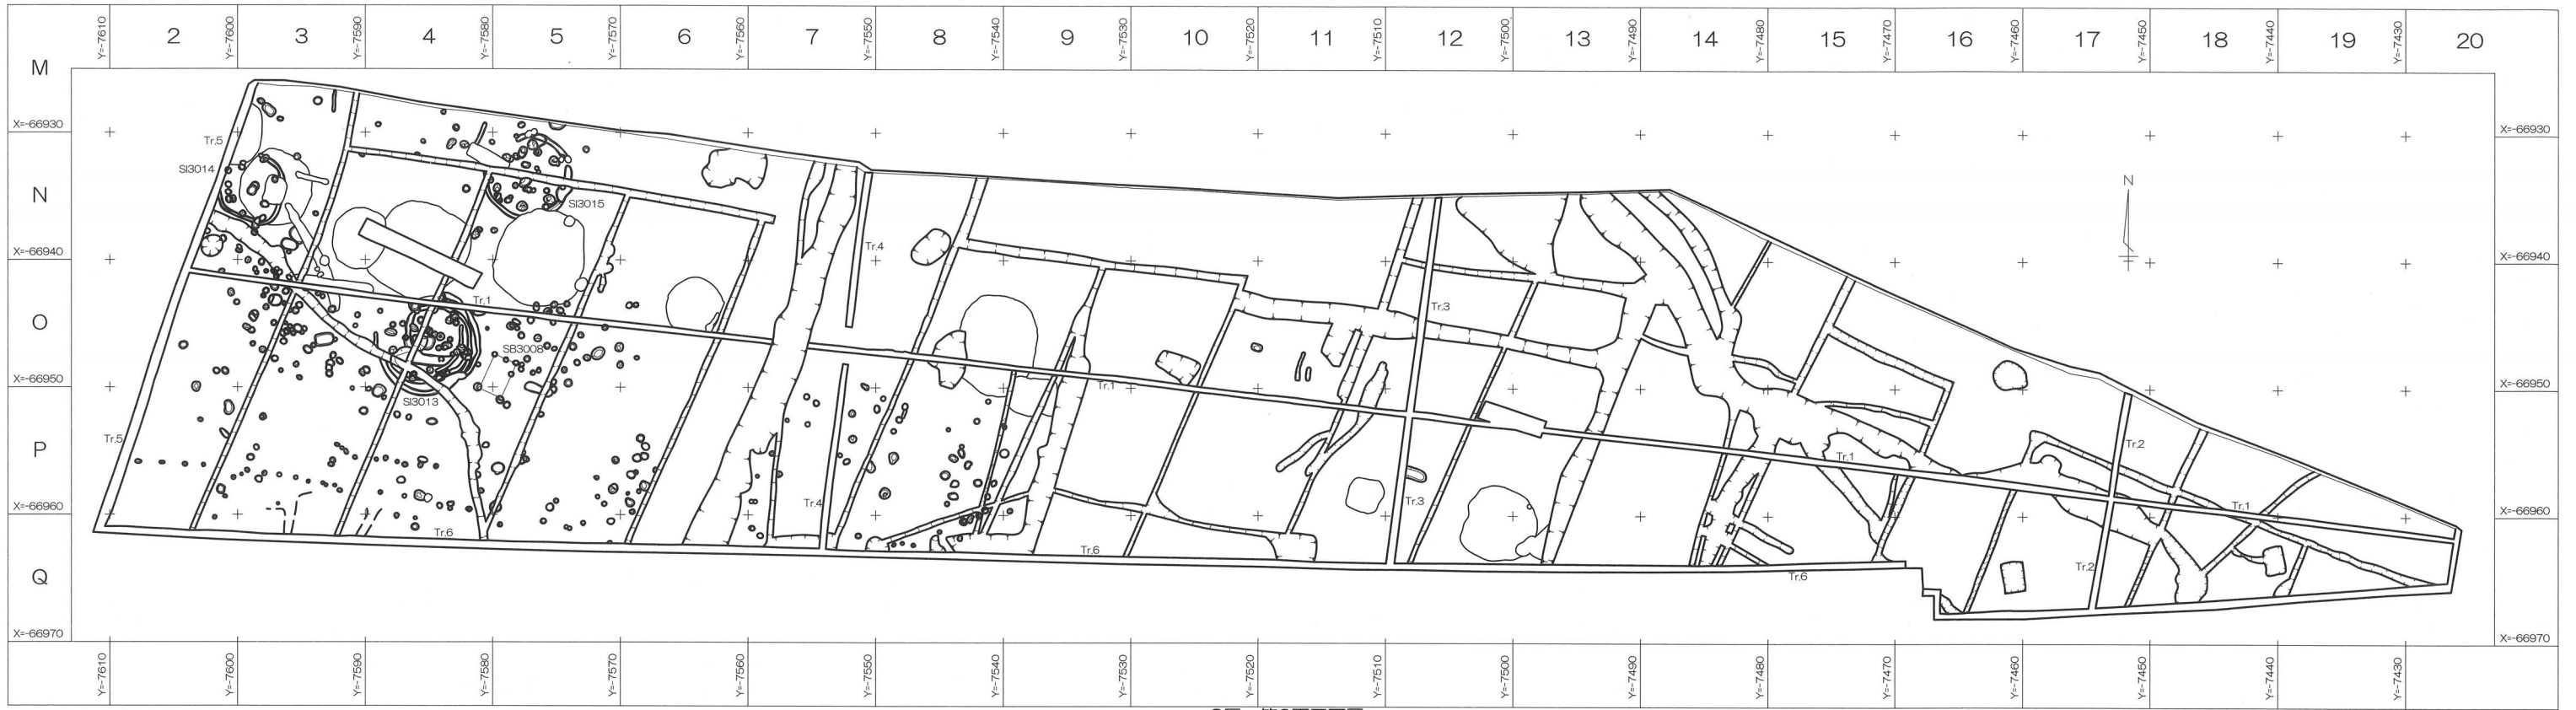 2 3 4 5 6 7 8 9 10 11 12 13 14 15 16 17 18 19 20
Y=-7610 Y=-7600 Y=-7590 Y=-7580 Y=-7570 Y=-7560 Y=-7550 Y=-7540 Y=-7530 Y=-7520 Y=-7510 Y=-7500 Y=-7490 Y=-7480 Y=-7470 Y=-7460 Y=-7450 Y=-7440 Y=-7430
M
X=-66930 X=-66930
Tr.5
SI3014
N N
SI3015
Tr.4
X=-66940 X=-66940
Tr.1 Tr.3
O
SB3008
X=-66950 Tr.1 X=-66950
SI3013
Tr.5 Tr.2
P Tr.1
Tr.4 Tr.3 Tr.1
X=-66960 X=-66960
Tr.6 Tr.6
Q Tr.6 Tr.2
X=-66970 X=-66970
Y=-7610 Y=-7600 Y=-7590 Y=-7580 Y=-7570 Y=-7560 Y=-7550 Y=-7540 Y=-7530 Y=-7520 Y=-7510 Y=-7500 Y=-7490 Y=-7480 Y=-7470 Y=-7460 Y=-7450 Y=-7440 Y=-7430